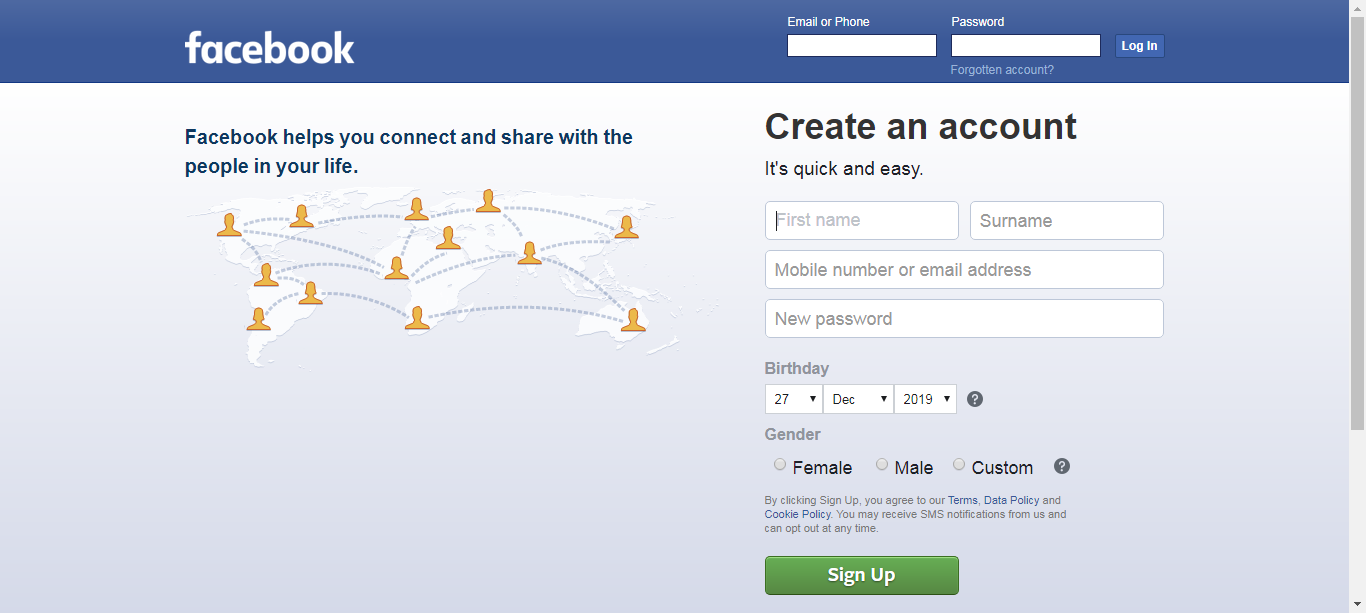 facebook
Email or Phone
Password
Log In
Forgotten account?
Facebook helps you connect and share with the
people in your life.
Create an account
It's quick and easy.
First name
Surname
Mobile number or email address
New password
Birthday
27
Dec
2019
?
Gender
Female
Male
Custom
?
By clicking Sign Up, you agree to our Terms, Data Policy and
Cookie Policy. You may receive SMS notifications from us and
can opt out at any time.
Sign Up